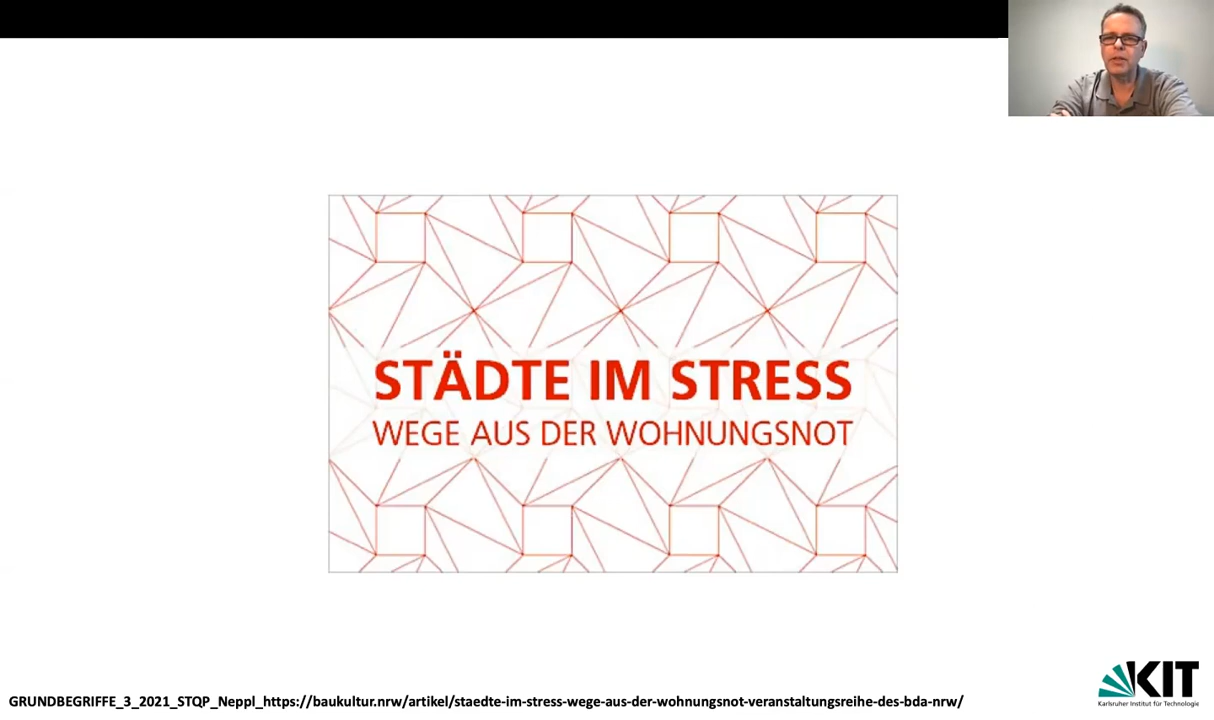 STÄDTE IM STRESS
WEGE AUS DER WOHNUNGSNOT
GRUNDBEGRIFFE_3_2021_STQP_Neppl_https://baukultur.nrw/artikel/staedte-im-stress-wege-aus-der-wohnungsnot-veranstaltungsreihe-des-bda-nrw/
KIT
Karlsruher Institut für Technologie